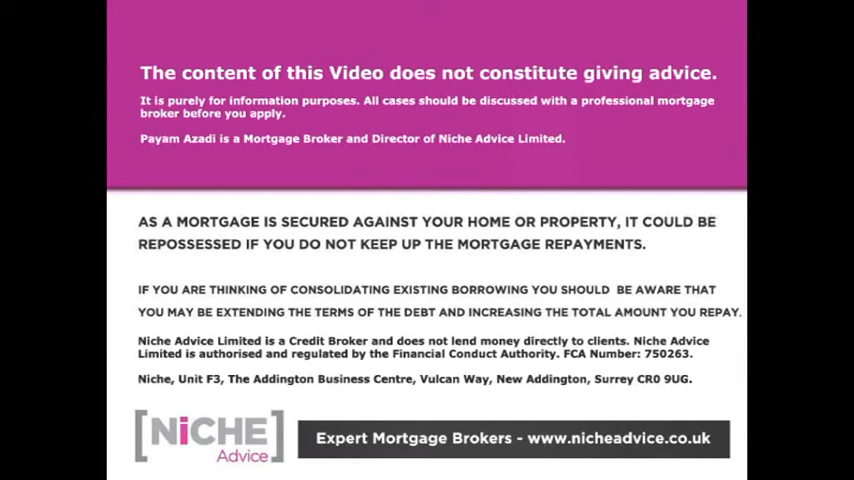 The content of this Video does not constitute giving advice.
It is purely for information purposes. All cases should be discussed with a professional mortgage
broker before you apply.
Payam Azadi is a Mortgage Broker and Director of Niche Advice Limited.
AS A MORTGAGE IS SECURED AGAINST YOUR HOME OR PROPERTY, IT COULD BE
REPOSSESSED IF YOU DO NOT KEEP UP THE MORTGAGE REPAYMENTS.
IF YOU ARE THINKING OF CONSOLIDATING EXISTING BORROWING YOU SHOULD BE AWARE THAT
YOU MAY BE EXTENDING THE TERMS OF THE DEBT AND INCREASING THE TOTAL AMOUNT YOU REPAY.
Niche Advice Limited is a Credit Broker and does not lend money directly to clients. Niche Advice
Limited is authorised and regulated by the Financial Conduct Authority. FCA Number: 750263.
Niche, Unit F3, The Addington Business Centre, Vulcan Way, New Addington, Surrey CR0 9UG.
[NiCHE]
Advice
Expert Mortgage Brokers - www.nicheadvice.co.uk